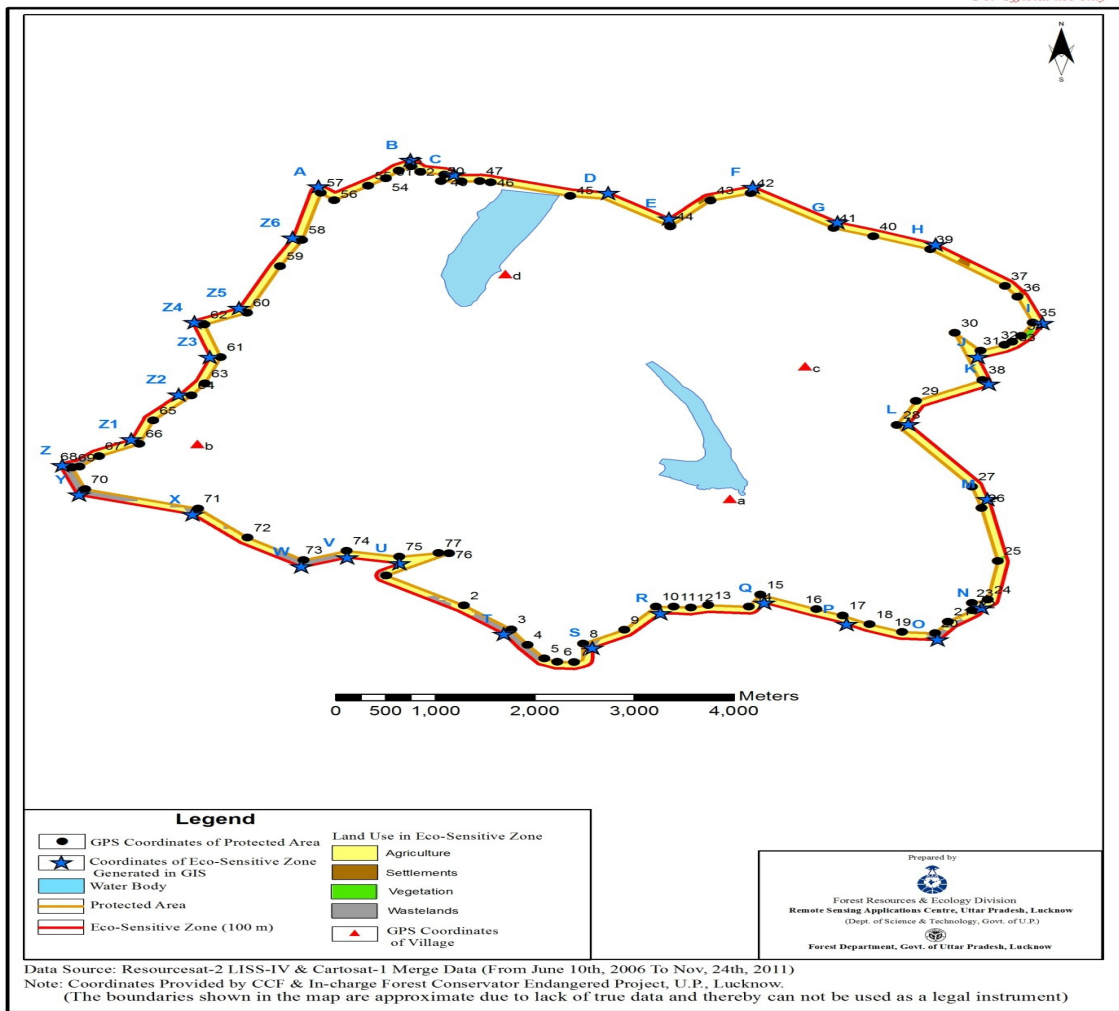 N
S
A
B
C
D
E
F
G
H
I
J
K
L
N
O
P
Q
R
S
T
U
V
W
X
Y
Z
Z1
Z2
Z3
Z4
Z5
Z6
57
56
54
47
46
45
44
42
41
40
39
37
36
35
30
31
32
38
29
28
27
26
25
24
23
21
20
19
18
17
16
15
14
13
12
11
10
9
8
7
6
5
4
3
2
77
76
75
74
73
72
71
70
69
68
67
66
65
64
63
61
62
60
59
58
a
b
c
d
Meters
0 500 1,000 2,000 3,000 4,000
Legend
GPS Coordinates of Protected Area
Coordinates of Eco-Sensitive Zone
Generated in GIS
Water Body
Protected Area
Eco-Sensitive Zone (100 m)
Land Use in Eco-Sensitive Zone
Agriculture
Settlements
Vegetation
Wastelands
GPS Coordinates
of Village
Prepared by
Forest Resources & Ecology Division
Remote Sensing Applications Centre, Uttar Pradesh, Lucknow
(Dept. of Science & Technology, Govt. of U.P.)
Forest Department, Govt. of Uttar Pradesh, Lucknow
Data Source: Resourcesat-2 LISS-IV & Cartosat-1 Merge Data (From June 10th, 2006 To Nov, 24th, 2011)
Note: Coordinates Provided by CCF & In-charge Forest Conservator Endangered Project, U.P., Lucknow.
(The boundaries shown in the map are approximate due to lack of true data and thereby can not be used as a legal instrument)